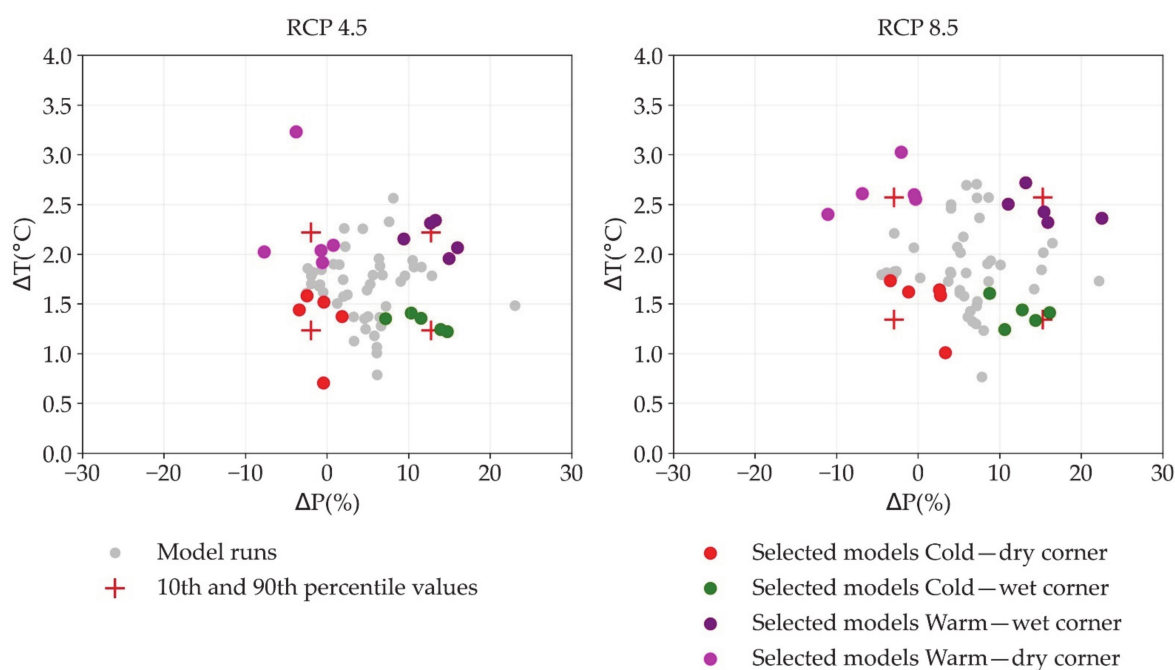 RCP 4.5
4.0
3.5
3.0
2.5
2.0
1.5
1.0
0.5
0.0
ΔT(°C)
−30 −20 −10 0 10 20 30
ΔP(%)
RCP 8.5
4.0
3.5
3.0
2.5
2.0
1.5
1.0
0.5
0.0
ΔT(°C)
−30 −20 −10 0 10 20 30
ΔP(%)
Model runs
10th and 90th percentile values
Selected models Cold—dry corner
Selected models Cold—wet corner
Selected models Warm—wet corner
Selected models Warm—dry corner